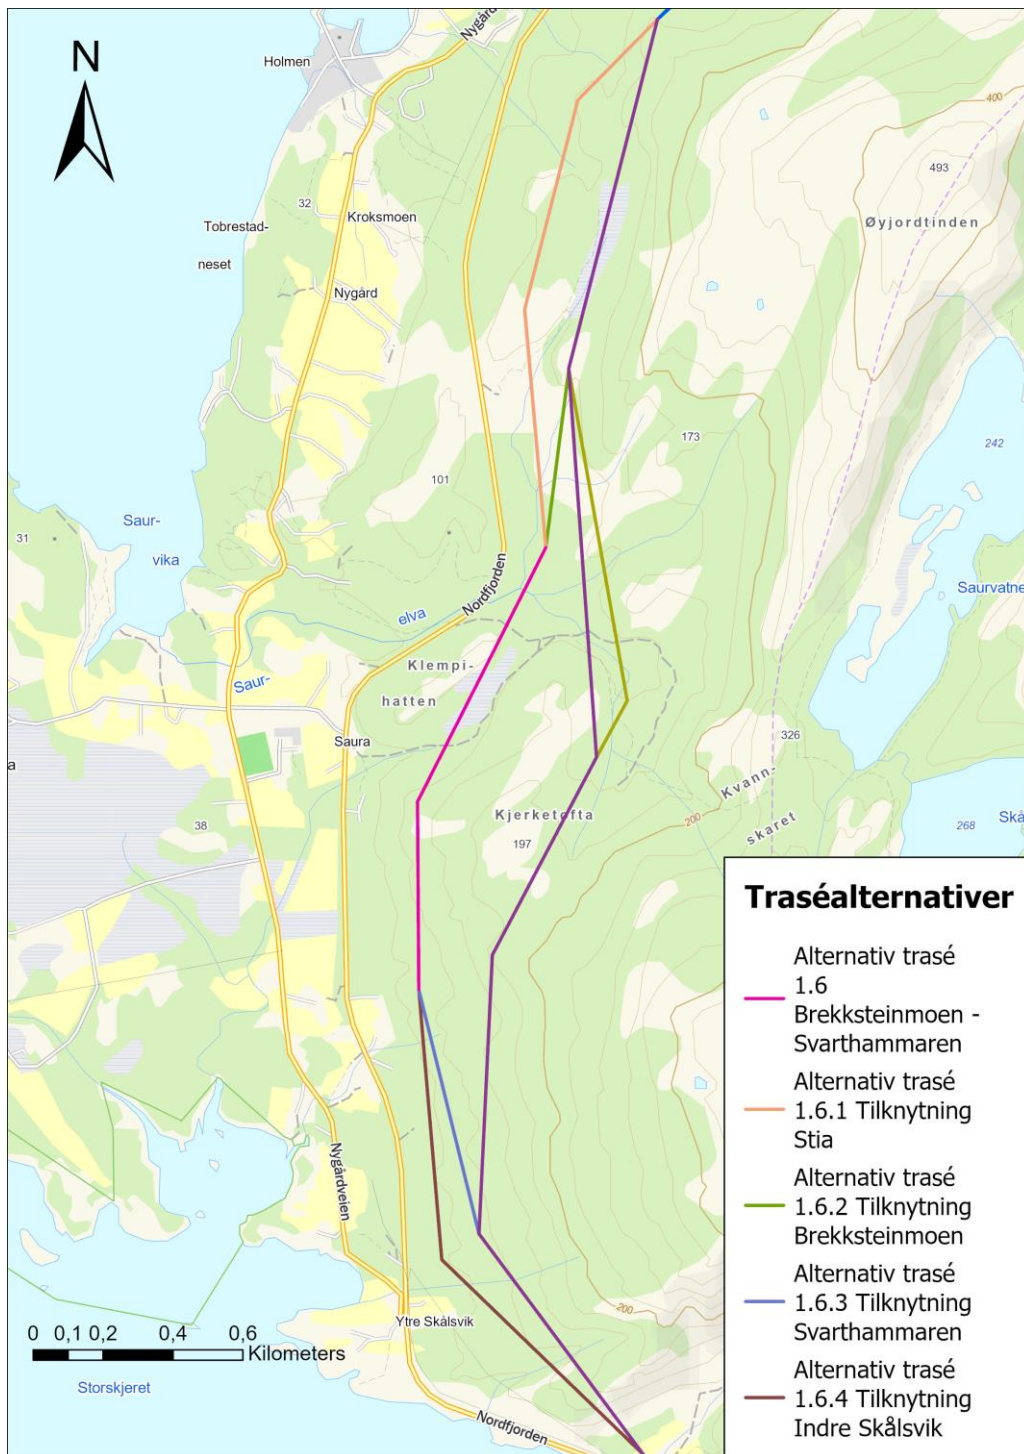 N
Holmen
Nygård
400
493
Øyjordtinden
32
Kroksmoen
Tobrestad-
neset
Nygård
173
242
101
Saur-
vika
31
Nordfjorden
elva
Saurvatne
Klempi-
hatten
Saur-
Saura
a
326
Kvann-
skaret
Kjerketofta
197
200
268
Skå
38
Nygårdveien
200
Ytre Skålsvik
0 0,1 0,2 0,4 0,6
Kilometers
Storskjeret
Nordfjorden
Traséalternativer
Alternativ trasé
1.6
Brekksteinmoen -
Svarthammaren
Alternativ trasé
1.6.1 Tilknytning
Stia
Alternativ trasé
1.6.2 Tilknytning
Brekksteinmoen
Alternativ trasé
1.6.3 Tilknytning
Svarthammaren
Alternativ trasé
1.6.4 Tilknytning
Indre Skålsvik